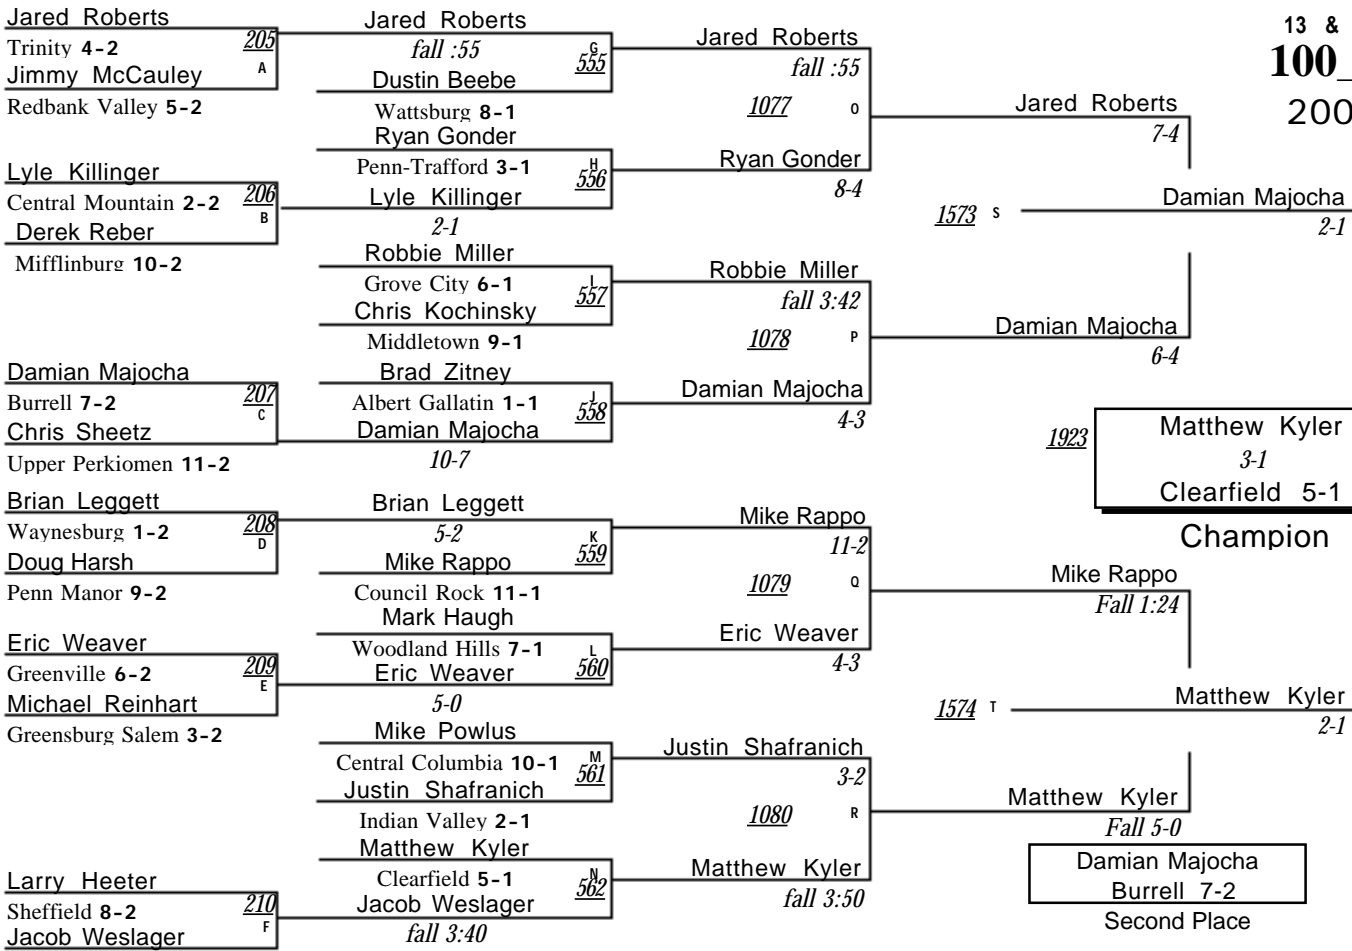 Jared Roberts
Trinity 4-2
205
A
Jimmy McCauley
Redbank Valley 5-2
Lyle Killinger
Central Mountain 2-2
206
B
Derek Reber
Mifflinburg 10-2
Damian Majocha
Burrell 7-2
207
C
Chris Sheetz
Upper Perkiomen 11-2
Brian Leggett
Waynesburg 1-2
208
D
Doug Harsh
Penn Manor 9-2
Eric Weaver
Greenville 6-2
209
E
Michael Reinhart
Greensburg Salem 3-2
Larry Heeter
Sheffield 8-2
210
F
Jacob Weslager
Jared Roberts
fall :55
G
555
Dustin Beebe
Wattsburg 8-1
Ryan Gonder
Penn-Trafford 3-1
H
556
Lyle Killinger
2-1
Robbie Miller
Grove City 6-1
I
557
Chris Kochinsky
Middletown 9-1
Brad Zitney
Albert Gallatin 1-1
J
558
Damian Majocha
10-7
Brian Leggett
5-2
K
559
Mike Rappo
Council Rock 11-1
Mark Haugh
Woodland Hills 7-1
L
560
Eric Weaver
5-0
Mike Powlus
Central Columbia 10-1
M
561
Justin Shafranich
Indian Valley 2-1
Matthew Kyler
Clearfield 5-1
N
562
Jacob Weslager
fall 3:40
Jared Roberts
fall :55
1077
O
Ryan Gonder
8-4
Robbie Miller
fall 3:42
1078
P
Damian Majocha
4-3
Mike Rappo
11-2
1079
Q
Eric Weaver
4-3
Justin Shafranich
3-2
1080
R
Matthew Kyler
fall 3:50
Jared Roberts
7-4
1573 S
Damian Majocha
6-4
Mike Rappo
Fall 1:24
1574 T
Matthew Kyler
Fall 5-0
13 &
100_
200
Damian Majocha
2-1
1923
Matthew Kyler
3-1
Clearfield 5-1
Champion
Matthew Kyler
2-1
Damian Majocha
Burrell 7-2
Second Place